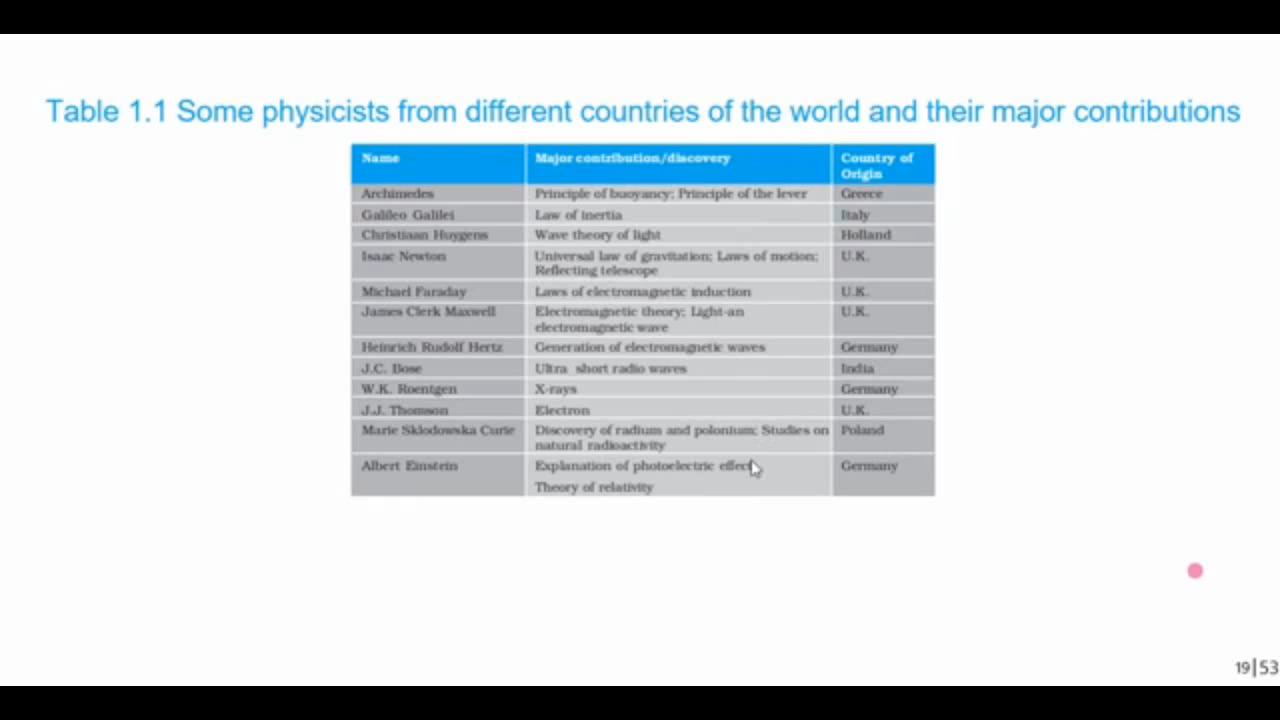 Table 1.1 Some physicists from different countries of the world and their major contributions
Name Major contribution/discovery Country of
Origin
Archimedes Principle of buoyancy; Principle of the lever Greece
Galileo Galilei Law of inertia Italy
Christiaan Huygens Wave theory of light Holland
Isaac Newton Universal law of gravitation; Laws of motion; U.K.
Reflecting telescope
Michael Faraday Laws of electromagnetic induction U.K.
James Clerk Maxwell Electromagnetic theory; Light-an U.K.
electromagnetic wave
Heinrich Rudolf Hertz Generation of electromagnetic waves Germany
J.C. Bose Ultra short radio waves India
W.K. Roentgen X-rays Germany
J.J. Thomson Electron U.K.
Marie Sklodowska Curie Discovery of radium and polonium; Studies on Poland
natural radioactivity
Albert Einstein Explanation of photoelectric effect Germany
Theory of relativity
19|53